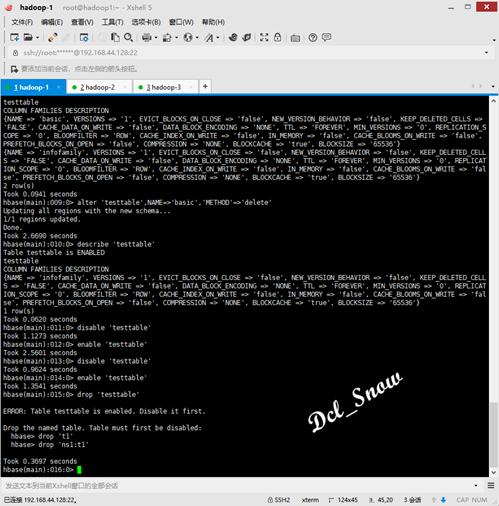 hadoop-1 root@hadoop1:~ - Xshell 5
文件(F) 编辑(E) 查看(V) 工具(T) 选项卡(B) 窗口(W) 帮助(H)
ssh://root:******@192.168.44.128:22
要添加当前会话，点击左侧的箭头按钮。
1 hadoop-1 2 hadoop-2 3 hadoop-3 +
testtable
COLUMN FAMILIES DESCRIPTION
{NAME => 'basic', VERSIONS => '1', EVICT_BLOCKS_ON_CLOSE => 'false', NEW_VERSION_BEHAVIOR => 'false', KEEP_DELETED_CELLS =>
'FALSE', CACHE_DATA_ON_WRITE => 'false', DATA_BLOCK_ENCODING => 'NONE', TTL => 'FOREVER', MIN_VERSIONS => '0', REPLICATION_S
COPE => '0', BLOOMFILTER => 'ROW', CACHE_INDEX_ON_WRITE => 'false', IN_MEMORY => 'false', CACHE_BLOOMS_ON_WRITE => 'false',
PREFETCH_BLOCKS_ON_OPEN => 'false', COMPRESSION => 'NONE', BLOCKCACHE => 'true', BLOCKSIZE => '65536'}
{NAME => 'infofamily', VERSIONS => '1', EVICT_BLOCKS_ON_CLOSE => 'false', NEW_VERSION_BEHAVIOR => 'false', KEEP_DELETED_CELL
S => 'FALSE', CACHE_DATA_ON_WRITE => 'false', DATA_BLOCK_ENCODING => 'NONE', TTL => 'FOREVER', MIN_VERSIONS => '0', REPLICAT
ION_SCOPE => '0', BLOOMFILTER => 'ROW', CACHE_INDEX_ON_WRITE => 'false', IN_MEMORY => 'false', CACHE_BLOOMS_ON_WRITE => 'fal
se', PREFETCH_BLOCKS_ON_OPEN => 'false', COMPRESSION => 'NONE', BLOCKCACHE => 'true', BLOCKSIZE => '65536'}
2 row(s)
Took 0.0941 seconds
hbase(main):009:0> alter 'testtable',NAME=>'basic','METHOD'=>'delete'
Updating all regions with the new schema...
1/1 regions updated.
Done.
Took 2.6690 seconds
hbase(main):010:0> describe 'testtable'
Table testtable is ENABLED
testtable
COLUMN FAMILIES DESCRIPTION
{NAME => 'infofamily', VERSIONS => '1', EVICT_BLOCKS_ON_CLOSE => 'false', NEW_VERSION_BEHAVIOR => 'false', KEEP_DELETED_CELL
S => 'FALSE', CACHE_DATA_ON_WRITE => 'false', DATA_BLOCK_ENCODING => 'NONE', TTL => 'FOREVER', MIN_VERSIONS => '0', REPLICAT
ION_SCOPE => '0', BLOOMFILTER => 'ROW', CACHE_INDEX_ON_WRITE => 'false', IN_MEMORY => 'false', CACHE_BLOOMS_ON_WRITE => 'fal
se', PREFETCH_BLOCKS_ON_OPEN => 'false', COMPRESSION => 'NONE', BLOCKCACHE => 'true', BLOCKSIZE => '65536'}
1 row(s)
Took 0.0620 seconds
hbase(main):011:0> disable 'testtable'
Took 1.1273 seconds
hbase(main):012:0> enable 'testtable'
Took 2.5601 seconds
hbase(main):013:0> disable 'testtable'
Took 0.9624 seconds
hbase(main):014:0> enable 'testtable'
Took 1.3541 seconds
hbase(main):015:0> drop 'testtable'
ERROR: Table testtable is enabled. Disable it first.
Drop the named table. Table must first be disabled:
hbase> drop 't1'
hbase> drop 'ns1:t1'
Took 0.3697 seconds
hbase(main):016:0>
Dcl_Snow
发送文本到当前Xshell窗口的全部会话
已连接 192.168.44.128:22。 SSH2 xterm 124x45 45,20 3 会话 CAP NUM